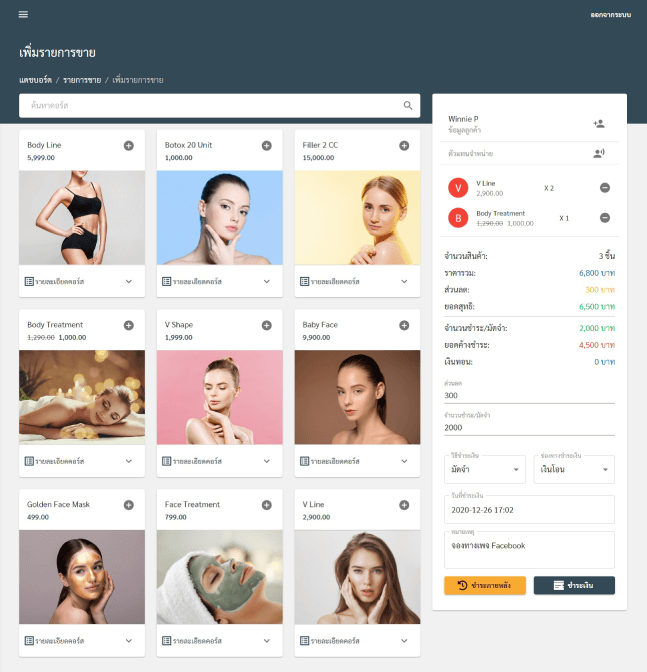 ออกจากระบบ
เพิ่มรายการขาย
แดชบอร์ด / รายการขาย / เพิ่มรายการขาย
ค้นหาคอร์ส
Body Line
5,999.00
รายละเอียดคอร์ส
Botox 20 Unit
1,000.00
รายละเอียดคอร์ส
Filler 2 CC
15,000.00
รายละเอียดคอร์ส
Body Treatment
1,290.00 1,000.00
รายละเอียดคอร์ส
V Shape
1,999.00
รายละเอียดคอร์ส
Baby Face
9,900.00
รายละเอียดคอร์ส
Golden Face Mask
499.00
รายละเอียดคอร์ส
Face Treatment
799.00
รายละเอียดคอร์ส
V Line
2,900.00
รายละเอียดคอร์ส
Winnie P
ข้อมูลลูกค้า
ตัวแทนจำหน่าย
V
V Line
2,900.00
X 2
B
Body Treatment
1,290.00 1,000.00
X 1
จำนวนสินค้า: 3 ชิ้น
ราคารวม: 6,800 บาท
ส่วนลด: 300 บาท
ยอดสุทธิ: 6,500 บาท
จำนวนชำระ/มัดจำ: 2,000 บาท
ยอดค้างชำระ: 4,500 บาท
เงินทอน: 0 บาท
ส่วนลด
300
จำนวนชำระ/มัดจำ
2000
วิธีชำระเงิน
มัดจำ
ช่องทางชำระเงิน
เงินโอน
วันที่ชำระเงิน
2020-12-26 17:02
หมายเหตุ
จองทางเพจ Facebook
ชำระภายหลัง
ชำระเงิน